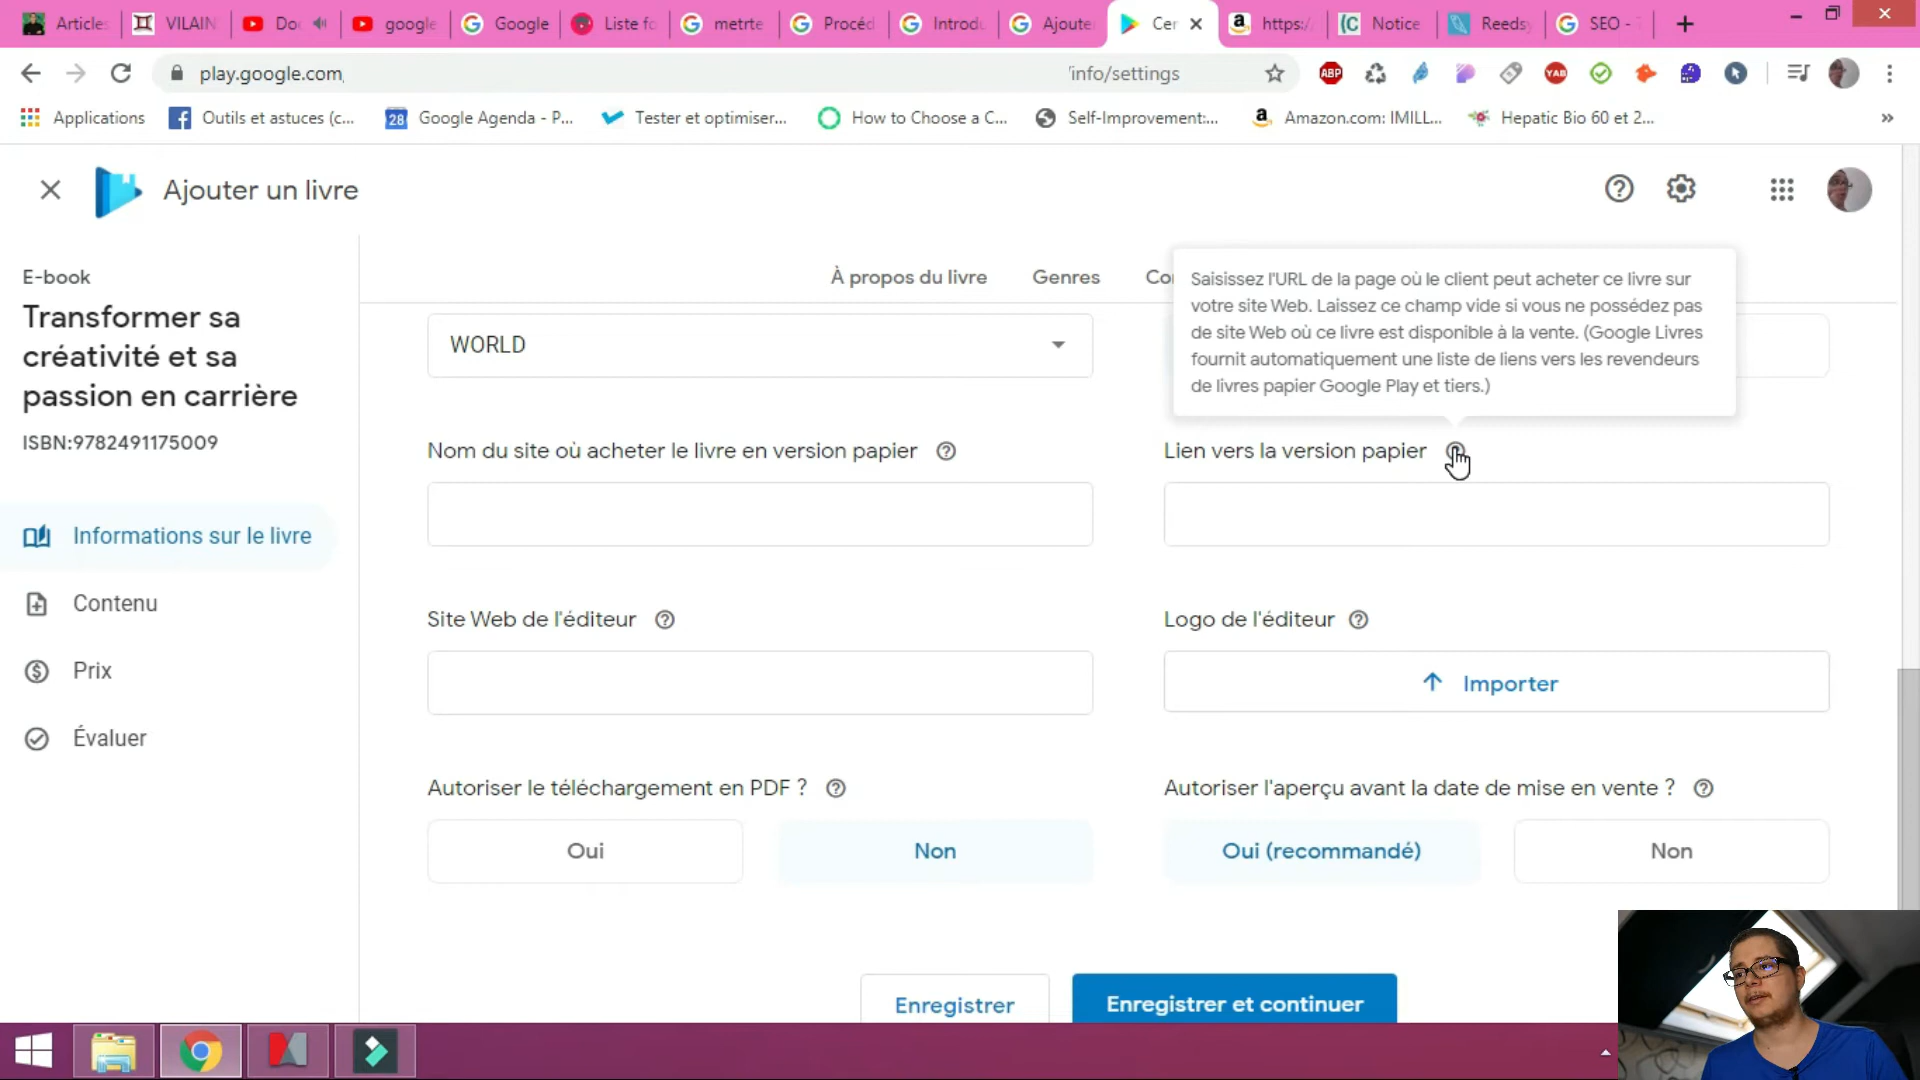 Articles
VILAIN
Doc
google
Google
Liste fo
metrte
Procéd
Introdu
Ajoute
Cer
https:/
Notice
Reedsy
SEO - T
play.google.com
/info/settings
ABP
YAB
Applications
Outils et astuces (c...
28
Google Agenda - P...
Tester et optimiser...
How to Choose a C...
Self-Improvement:...
Amazon.com: IMILL...
Hepatic Bio 60 et 2...
»
Ajouter un livre
E-book
Transformer sa
créativité et sa
passion en carrière
ISBN:9782491175009
Informations sur le livre
Contenu
Prix
Évaluer
À propos du livre
Genres
Co
Saisissez l'URL de la page où le client peut acheter ce livre sur
votre site Web. Laissez ce champ vide si vous ne possédez pas
de site Web où ce livre est disponible à la vente. (Google Livres
fournit automatiquement une liste de liens vers les revendeurs
de livres papier Google Play et tiers.)
WORLD
Nom du site où acheter le livre en version papier
Lien vers la version papier
Site Web de l'éditeur
Logo de l'éditeur
Importer
Autoriser le téléchargement en PDF ?
Autoriser l'aperçu avant la date de mise en vente ?
Oui
Non
Oui (recommandé)
Non
Enregistrer
Enregistrer et continuer